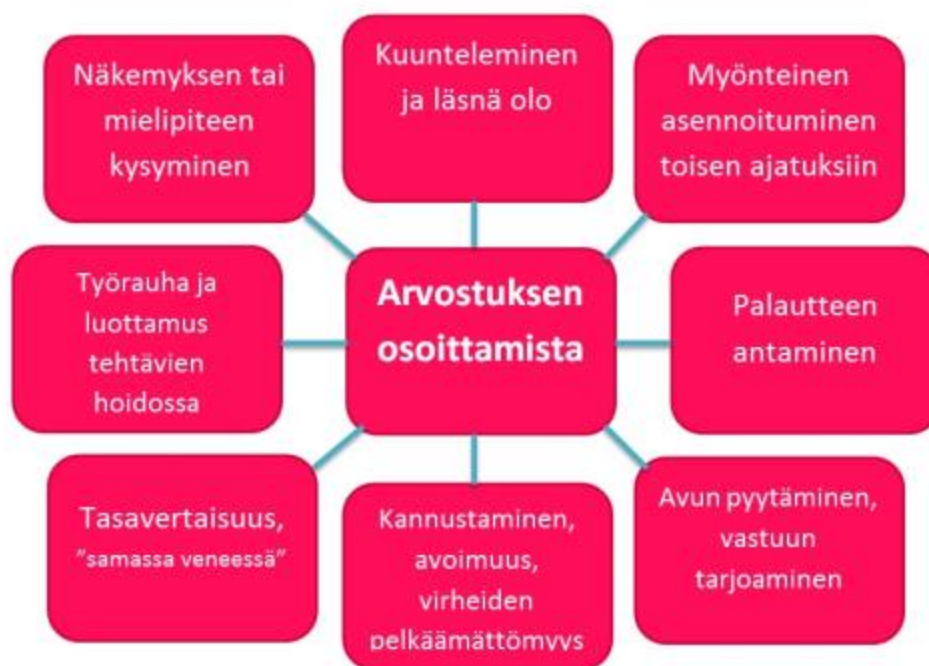 Näkemyksen tai
mielipiteen
kysyminen
Kuunteleminen
ja läsnä olo
Myönteinen
asennoituminen
toisen ajatuksiin
Työrauha ja
luottamus
tehtävien
hoidossa
Arvostuksen
osoittamista
Palautteen
antaminen
Tasavertaisuus,
”samassa veneessä”
Kannustaminen,
avoimuus,
virheiden
pelkäämättömyys
Avun pyytäminen,
vastuun
tarjoaminen